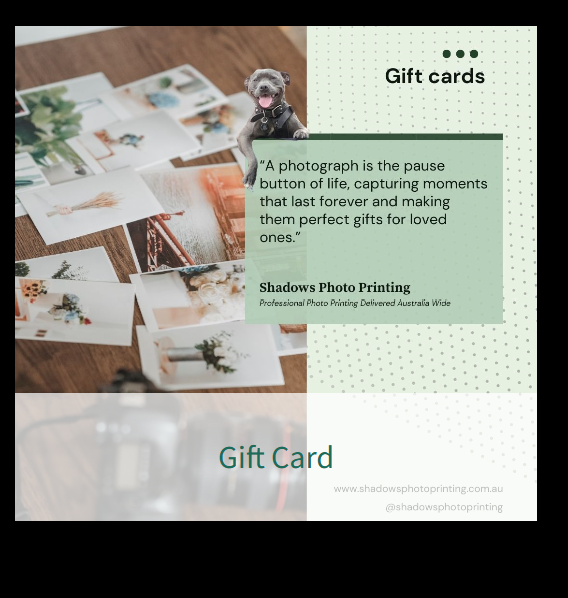 Gift cards
“A photograph is the pause
button of life, capturing moments
that last forever and making
them perfect gifts for loved
ones.”
Shadows Photo Printing
Professional Photo Printing Delivered Australia Wide
Gift Card
www.shadowsphotoprinting.com.au
@shadowsphotoprinting